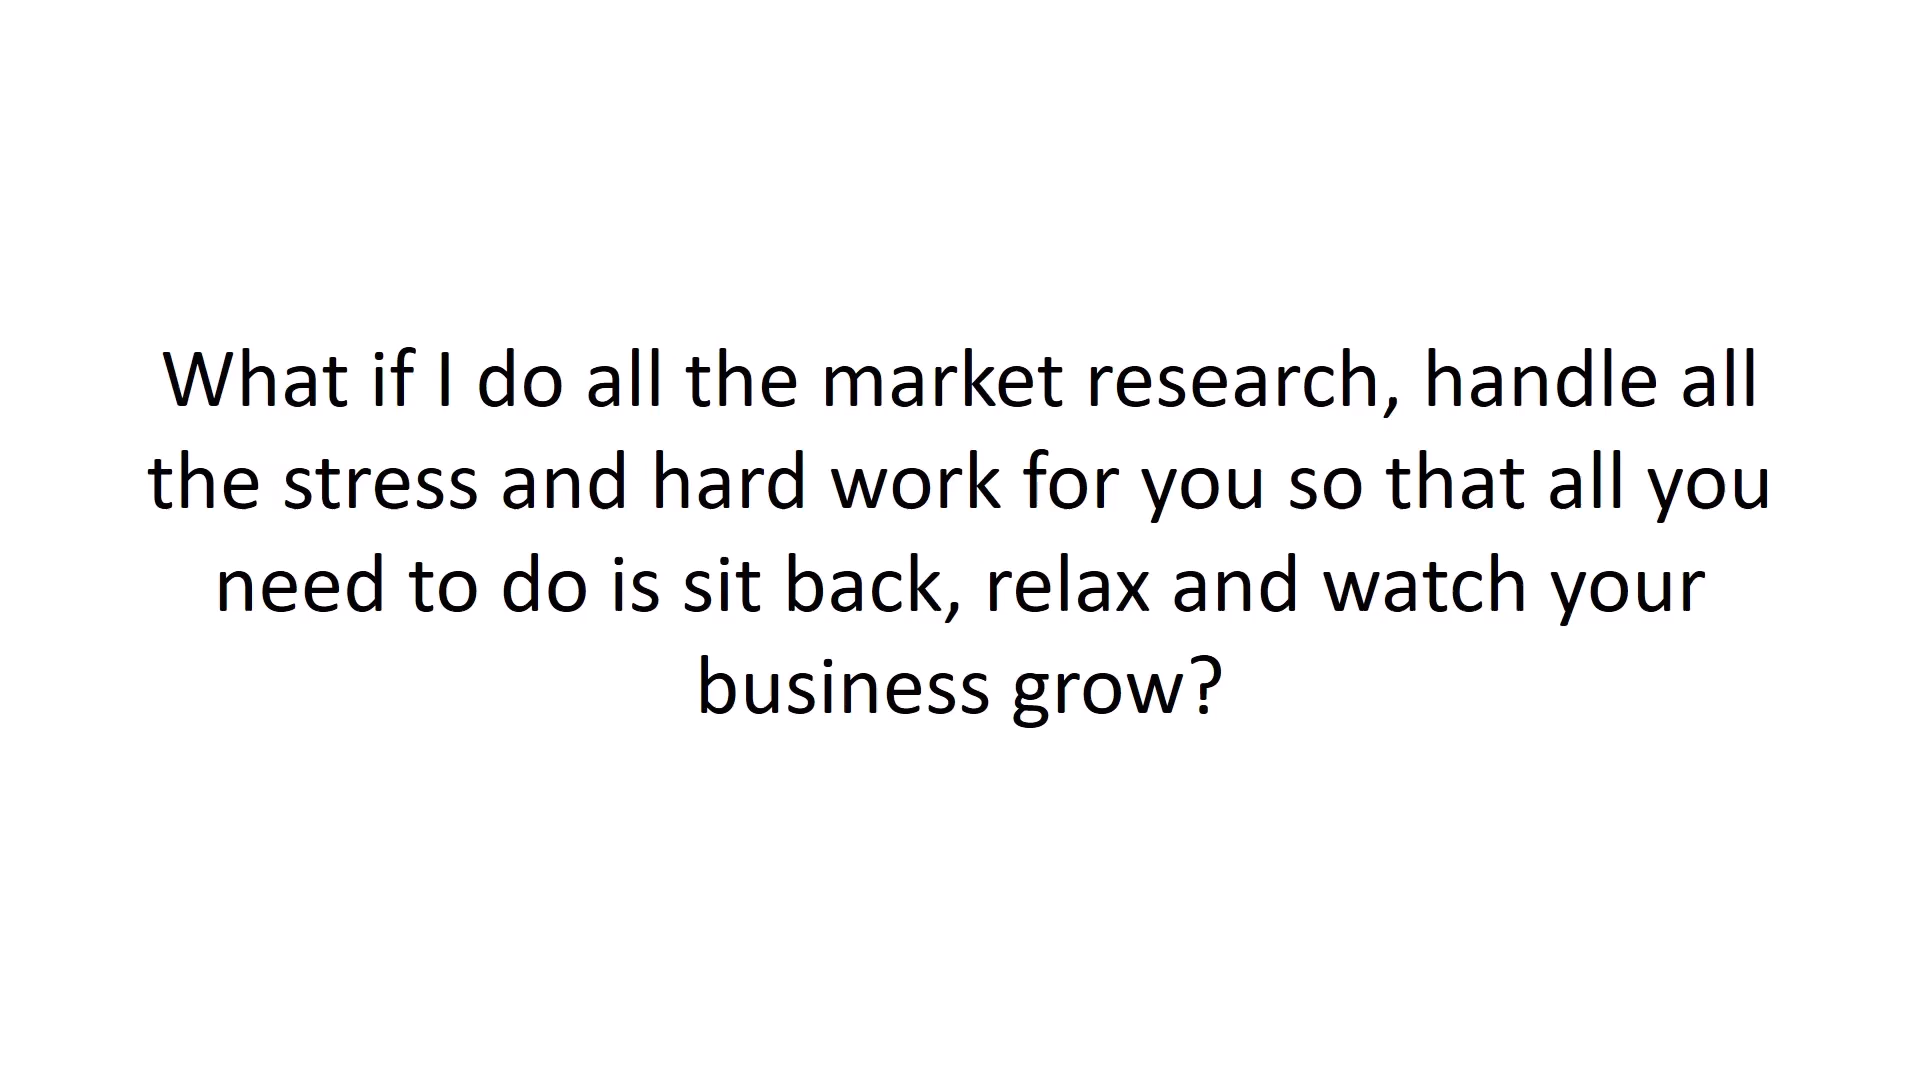 What if I do all the market research, handle all
the stress and hard work for you so that all you
need to do is sit back, relax and watch your
business grow?